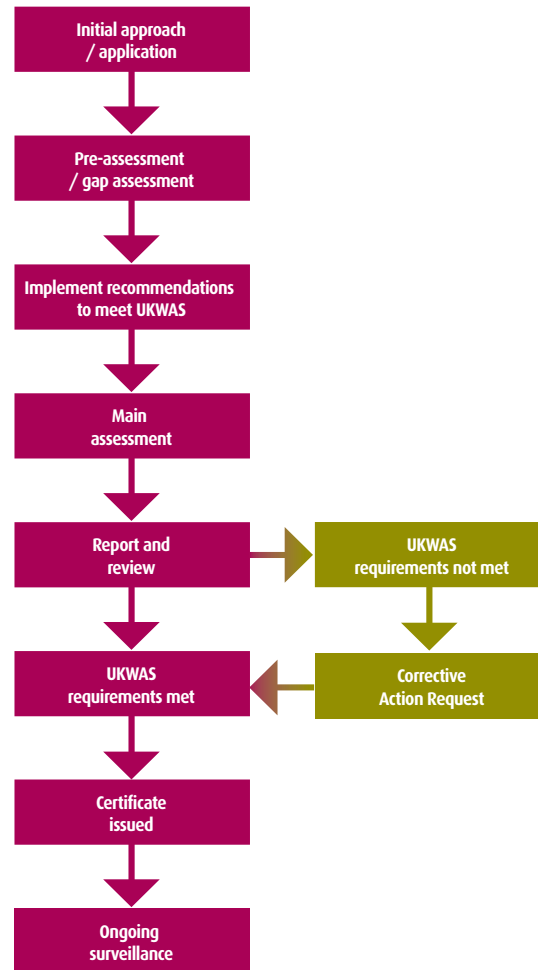 Initial approach
/ application
Pre-assessment
/ gap assessment
Implement recommendations
to meet UKWAS
Main
assessment
Report and
review
UKWAS
requirements not met
UKWAS
requirements met
Corrective
Action Request
Certificate
issued
Ongoing
surveillance